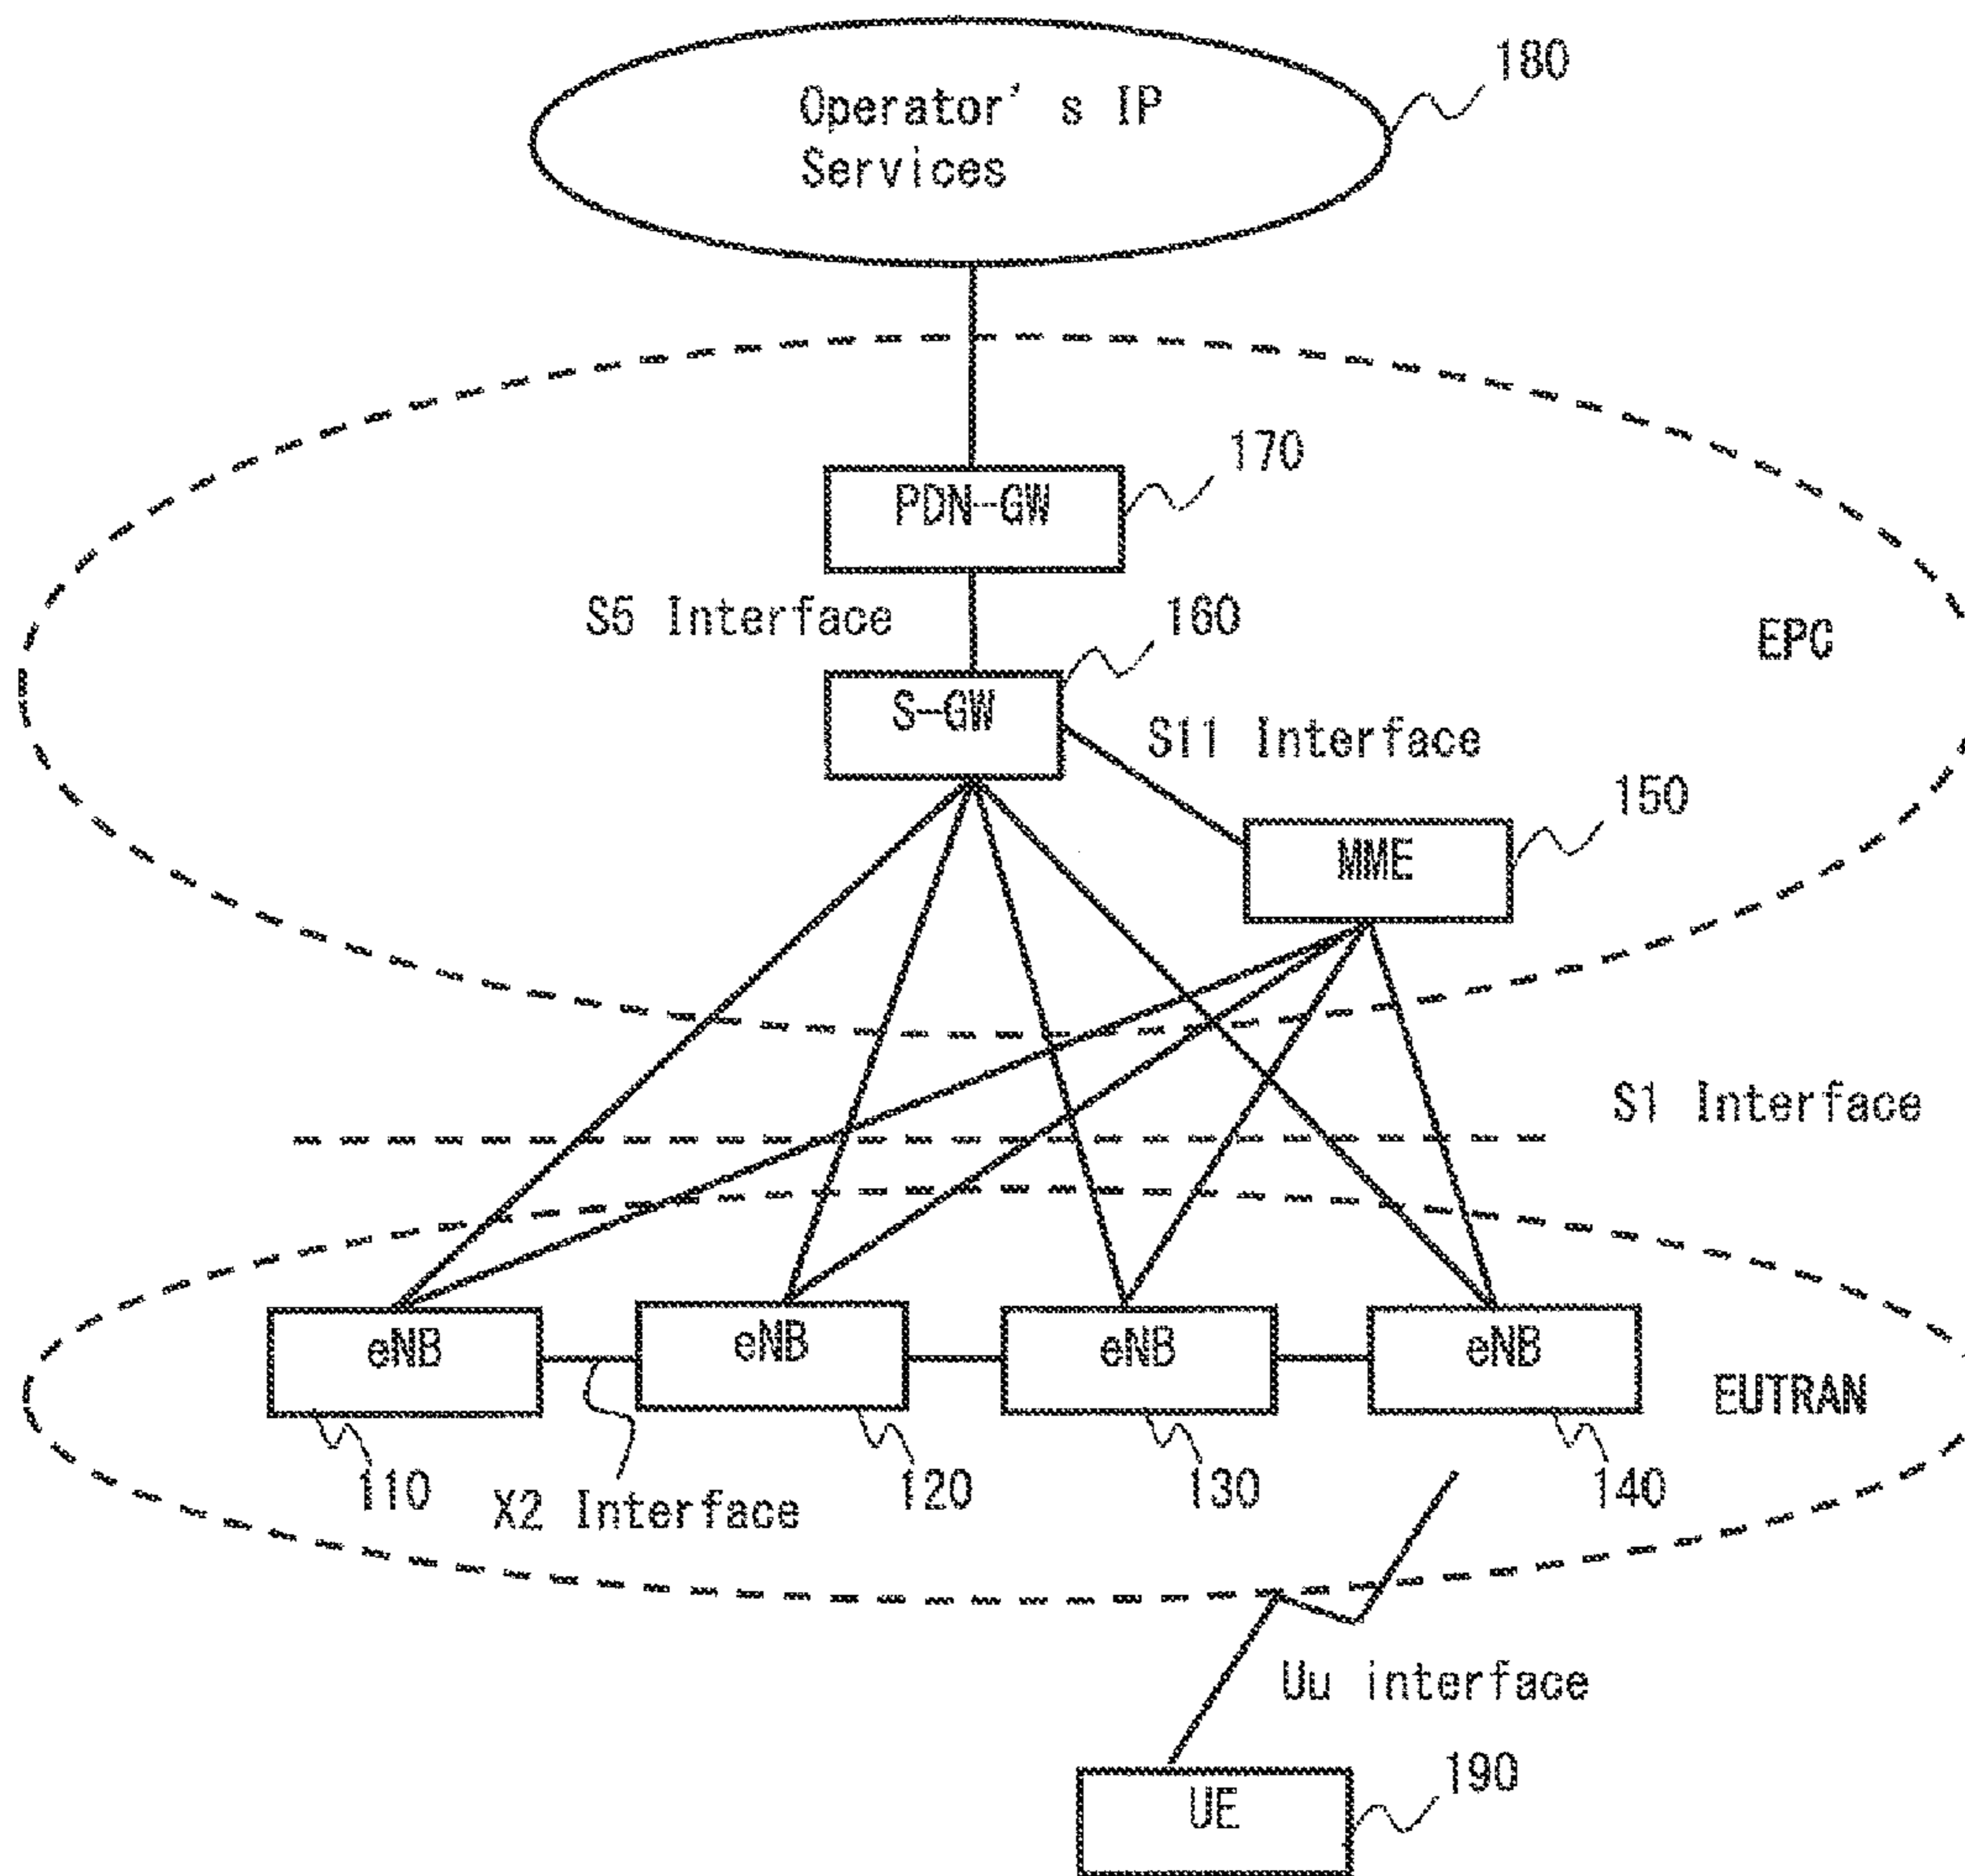 180
Operator's IP
Services
170
PDN-GW
S5 Interface
160
EPC
S-GW
S11 Interface
150
MME
S1 Interface
eNB
eNB
eNB
eNB
EUTRAN
110
X2 Interface
120
130
140
Uu interface
190
UE